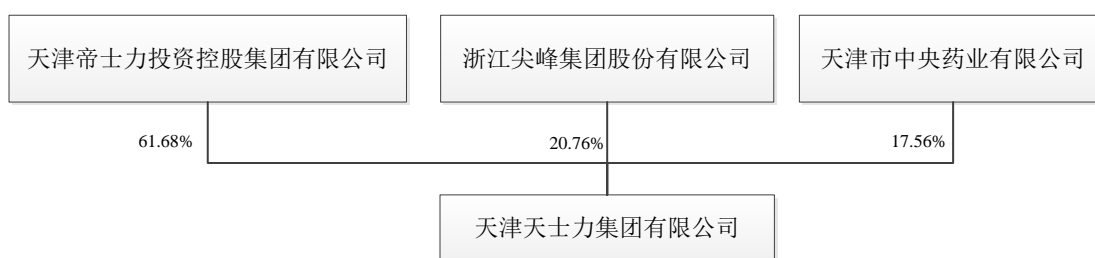 天津帝士力投资控股集团有限公司
浙江尖峰集团股份有限公司
天津市中央药业有限公司
61.68%
20.76%
17.56%
天津天士力集团有限公司